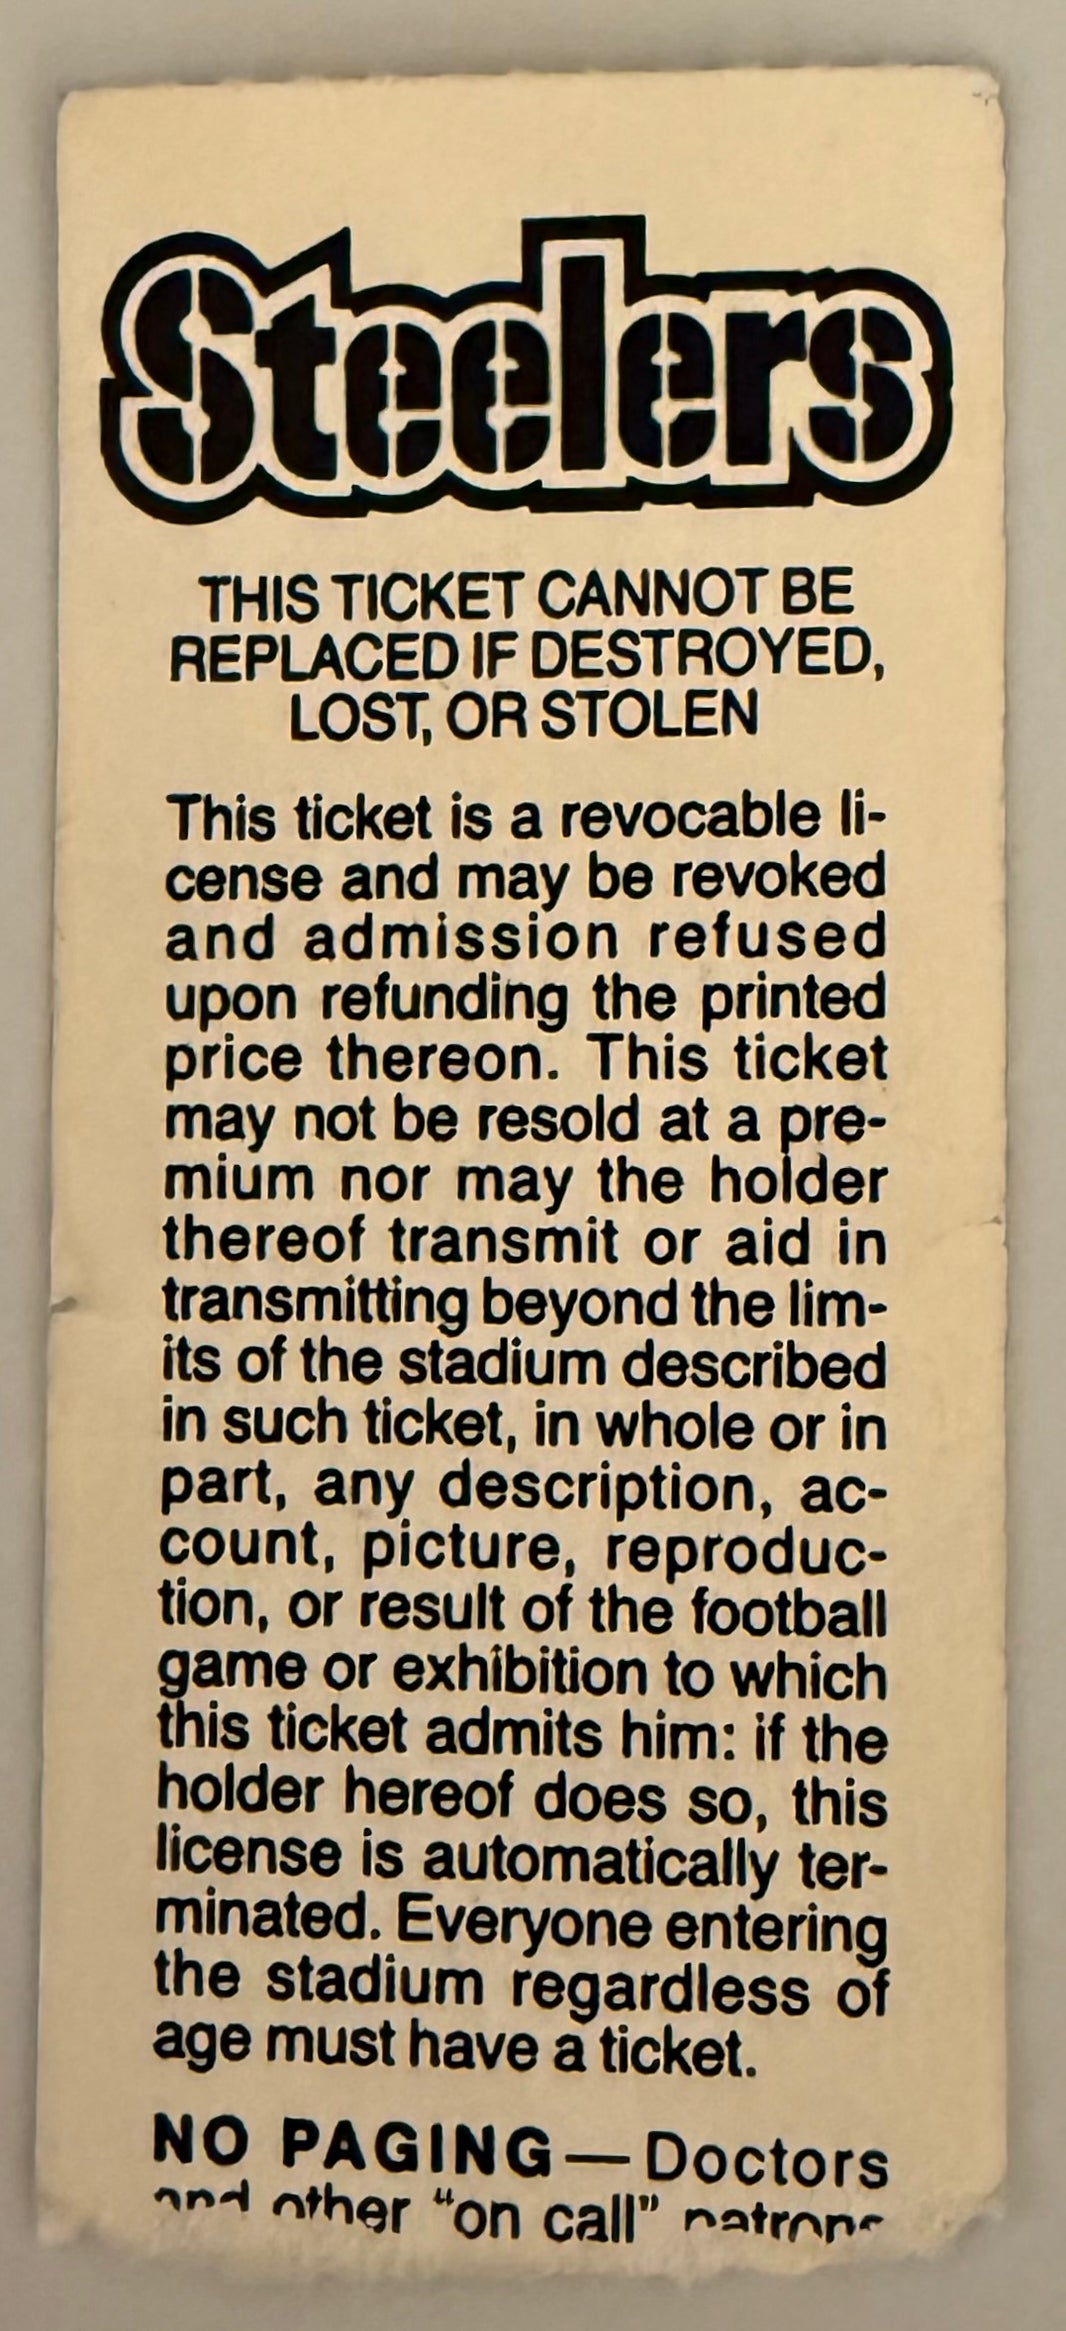 Steelers
THIS TICKET CANNOT BE
REPLACED IF DESTROYED,
LOST, OR STOLEN
This ticket is a revocable li-
cense and may be revoked
and admission refused
upon refunding the printed
price thereon. This ticket
may not be resold at a pre-
mium nor may the holder
thereof transmit or aid in
transmitting beyond the lim-
its of the stadium described
in such ticket, in whole or in
part, any description, ac-
count, picture, reproduc-
tion, or result of the football
game or exhibition to which
this ticket admits him: if the
holder hereof does so, this
license is automatically ter-
minated. Everyone entering
the stadium regardless of
age must have a ticket.
NO PAGING — Doctors
and other "on call" patrons